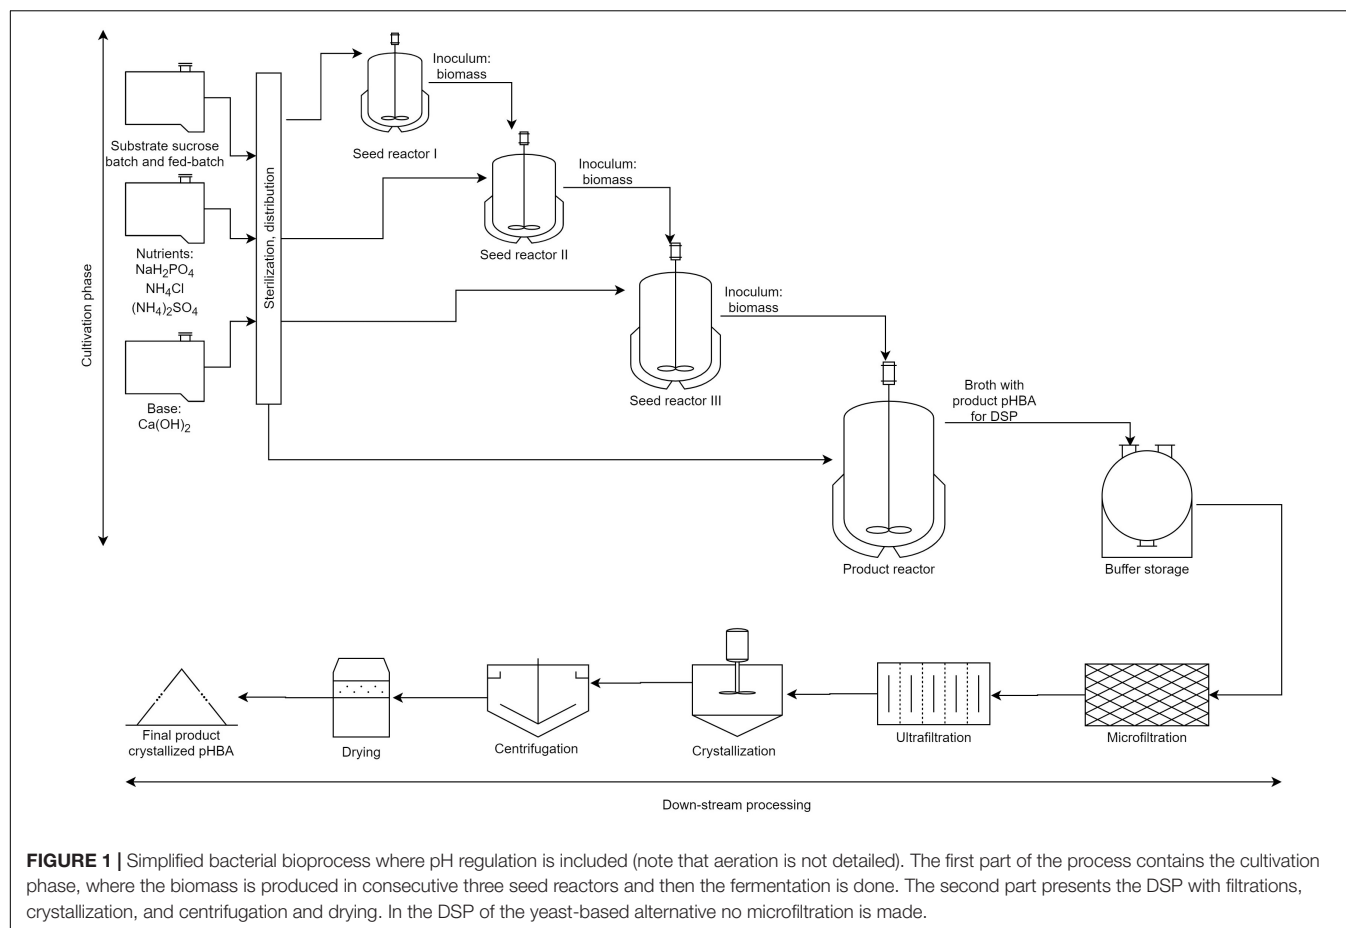 Inoculum:
biomass
Substrate sucrose
batch and fed-batch
Seed reactor I
Inoculum:
biomass
Sterilization, distribution
Nutrients:
NaH2PO4
NH4Cl
(NH4)2SO4
Seed reactor II
Cultivation phase
Inoculum:
biomass
Base:
Ca(OH)2
Seed reactor III
Broth with
product pHBA
for DSP
Product reactor
Buffer storage
Final product
crystallized pHBA
Drying
Centrifugation
Crystallization
Ultrafiltration
Microfiltration
Down-stream processing
FIGURE 1 | Simplified bacterial bioprocess where pH regulation is included (note that aeration is not detailed). The first part of the process contains the cultivation
phase, where the biomass is produced in consecutive three seed reactors and then the fermentation is done. The second part presents the DSP with filtrations,
crystallization, and centrifugation and drying. In the DSP of the yeast-based alternative no microfiltration is made.